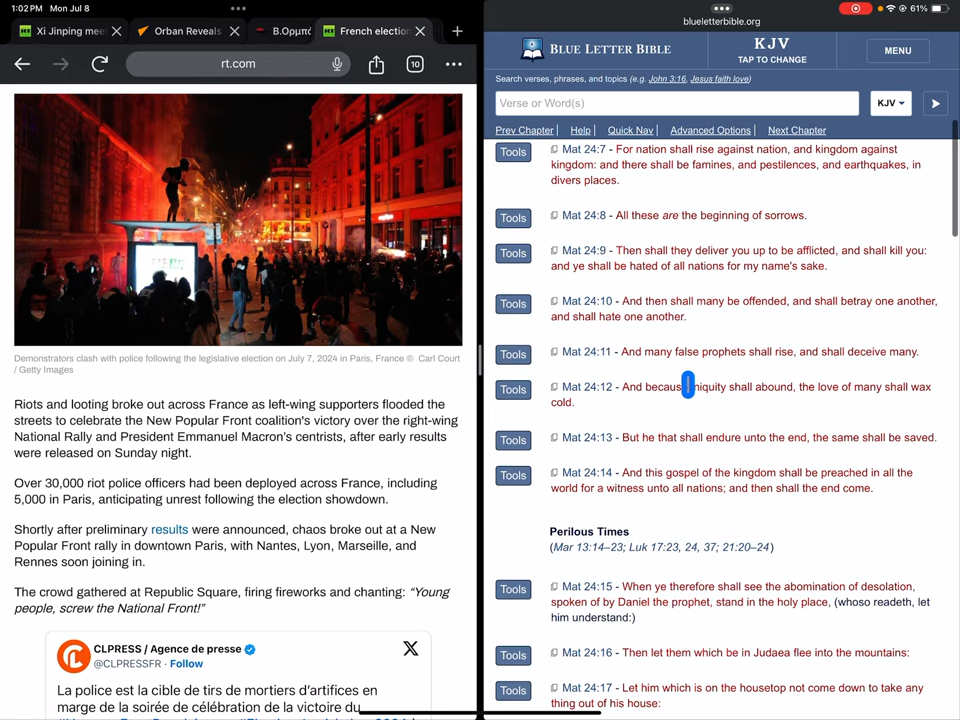 1:02 PM Mon Jul 8
Xi Jinping mee
Orban Reveals
В.Ορμπ
French electio
rt.com
10
Demonstrators clash with police following the legislative election on July 7, 2024 in Paris, France © Carl Court
/ Getty Images
Riots and looting broke out across France as left-wing supporters flooded the
streets to celebrate the New Popular Front coalition's victory over the right-wing
National Rally and President Emmanuel Macron's centrists, after early results
were released on Sunday night.
Over 30,000 riot police officers had been deployed across France, including
5,000 in Paris, anticipating unrest following the election showdown.
Shortly after preliminary results were announced, chaos broke out at a New
Popular Front rally in downtown Paris, with Nantes, Lyon, Marseille, and
Rennes soon joining in.
The crowd gathered at Republic Square, firing fireworks and chanting: “Young
people, screw the National Front!”
CLPRESS / Agence de presse
@CLPRESSFR · Follow
La police est la cible de tirs de mortiers d'artifices en
marge de la soirée de célébration de la victoire du
61%
blueletterbible.org
BLUE LETTER BIBLE
KJV
TAP TO CHANGE
MENU
Search verses, phrases, and topics (e.g. John 3:16, Jesus faith love)
Verse or Word(s)
KJV
Prev Chapter | Help | Quick Nav | Advanced Options | Next Chapter
Tools
Mat 24:7 - For nation shall rise against nation, and kingdom against
kingdom: and there shall be famines, and pestilences, and earthquakes, in
divers places.
Tools
Mat 24:8 - All these are the beginning of sorrows.
Tools
Mat 24:9 - Then shall they deliver you up to be afflicted, and shall kill you:
and ye shall be hated of all nations for my name's sake.
Tools
Mat 24:10 - And then shall many be offended, and shall betray one another,
and shall hate one another.
Tools
Mat 24:11 - And many false prophets shall rise, and shall deceive many.
Tools
Mat 24:12 - And becaus niquity shall abound, the love of many shall wax
cold.
Tools
Mat 24:13 - But he that shall endure unto the end, the same shall be saved.
Tools
Mat 24:14 - And this gospel of the kingdom shall be preached in all the
world for a witness unto all nations; and then shall the end come.
Perilous Times
(Mar 13:14–23; Luk 17:23, 24, 37; 21:20–24)
Tools
Mat 24:15 - When ye therefore shall see the abomination of desolation,
spoken of by Daniel the prophet, stand in the holy place, (whoso readeth, let
him understand:)
Tools
Mat 24:16 - Then let them which be in Judaea flee into the mountains:
Tools
Mat 24:17 - Let him which is on the housetop not come down to take any
thing out of his house: